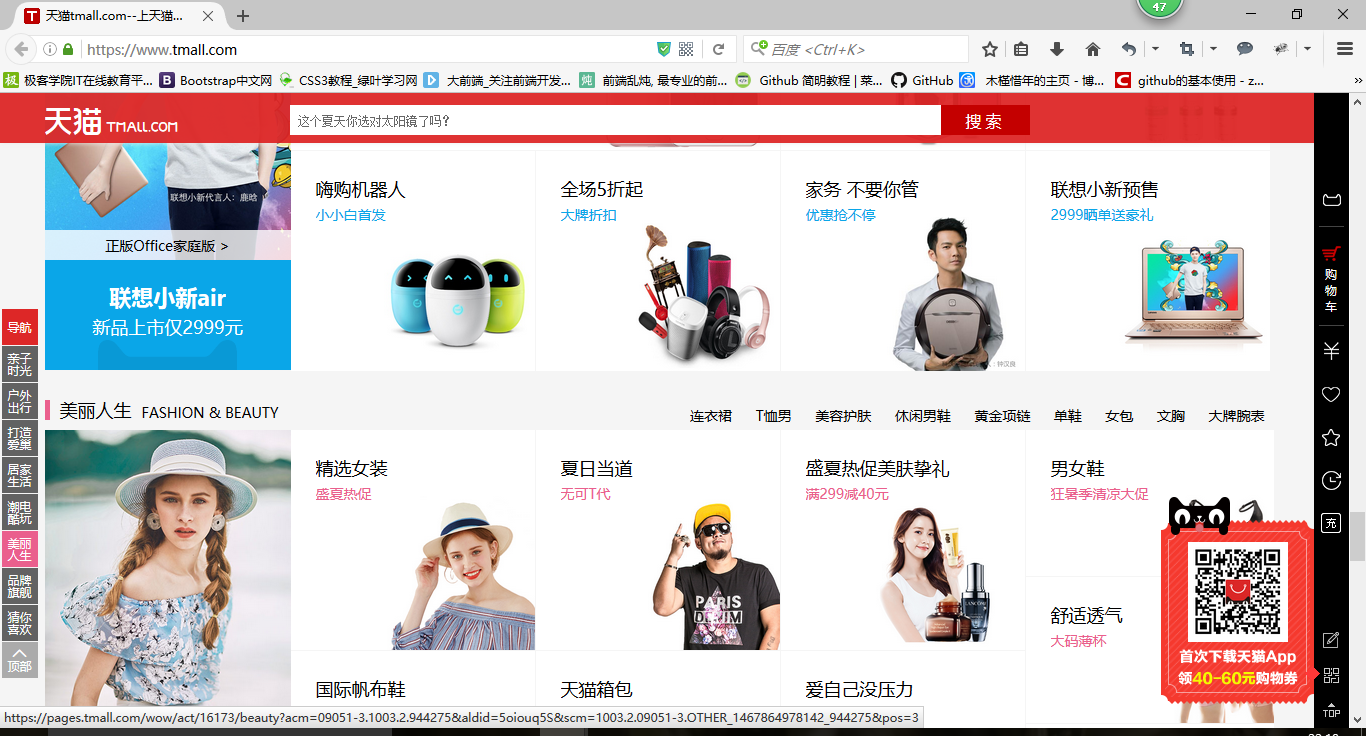 47
天猫tmall.com--上天猫...
https://www.tmall.com
百度 <Ctrl+K>
极客学院IT在线教育平...
Bootstrap中文网
CSS3教程_绿叶学习网
大前端_关注前端开发...
前端乱炖, 最专业的前...
Github 简明教程 | 菜...
GitHub
木槿惜年的主页 - 博...
github的基本使用 - z...
天猫 TMALL.COM
这个夏天你选对太阳镜了吗?
搜索
联想小新代言人：鹿晗
正版Office家庭版 >
联想小新air
新品上市仅2999元
嗨购机器人
小小白首发
全场5折起
大牌折扣
家务 不要你管
优惠抢不停
代言人：钟汉良
联想小新预售
2999晒单送豪礼
导航
亲子
时光
户外
出行
打造
爱巢
居家
生活
潮电
酷玩
美丽
人生
品牌
旗舰
猜你
喜欢
顶部
美丽人生 FASHION & BEAUTY
连衣裙
T恤男
美容护肤
休闲男鞋
黄金项链
单鞋
女包
文胸
大牌腕表
精选女装
盛夏热促
夏日当道
无可T代
PARIS
DENIM
盛夏热促美肤挚礼
满299减40元
LANCOME
男女鞋
狂暑季清凉大促
舒适透气
大码薄杯
国际帆布鞋
天猫箱包
爱自己没压力
首次下载天猫App
领40-60元购物券
购
物
车
充
TOP
https://pages.tmall.com/wow/act/16173/beauty?acm=09051-3.1003.2.944275&aldid=5oiouq5S&scm=1003.2.09051-3.OTHER_1467864978142_944275&pos=3